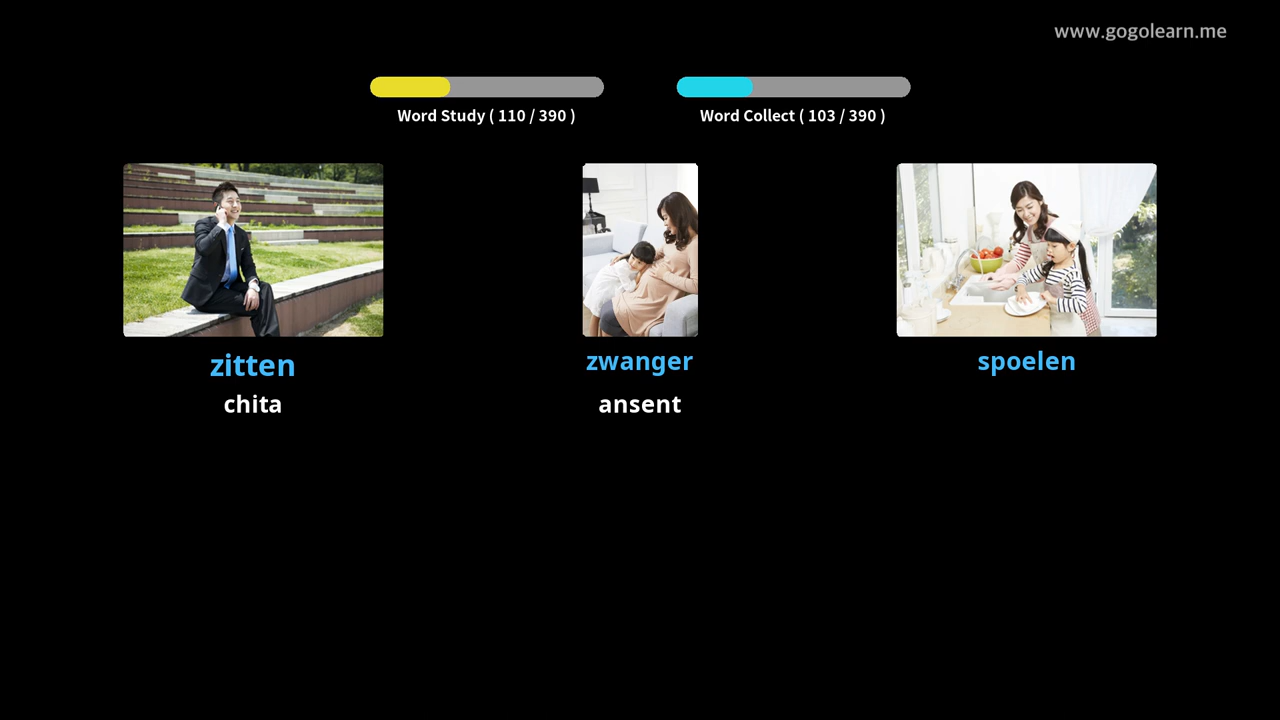 www.gogolearn.me
Word Study ( 110 / 390 )
Word Collect ( 103 / 390 )
zitten
zwanger
spoelen
chita
ansent